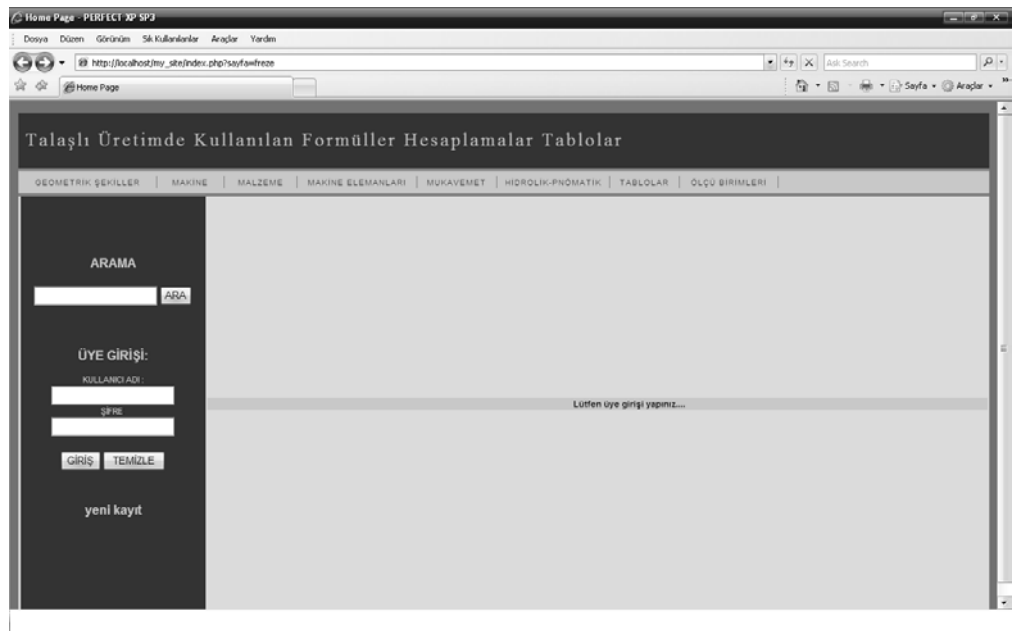 Home Page - PERFECT XP SP3
Dosya Düzen Görünüm Sık Kullanılanlar Araçlar Yardım
http://localhost/my_site/index.php?sayfa=freze
Ask Search
Home Page
Sayfa
Araçlar
Talaşlı Üretimde Kullanılan Formüller Hesaplamalar Tablolar
GEOMETRİK ŞEKİLLER | MAKİNE | MALZEME | MAKİNE ELEMANLARI | MUKAVEMET | HİDROLİK-PNÖMATİK | TABLOLAR | ÖLÇÜ BİRİMLERİ |
ARAMA
ARA
ÜYE GİRİŞİ:
KULLANICI ADI :
ŞİFRE
Lütfen üye girişi yapınız....
GİRİŞ TEMİZLE
yeni kayıt